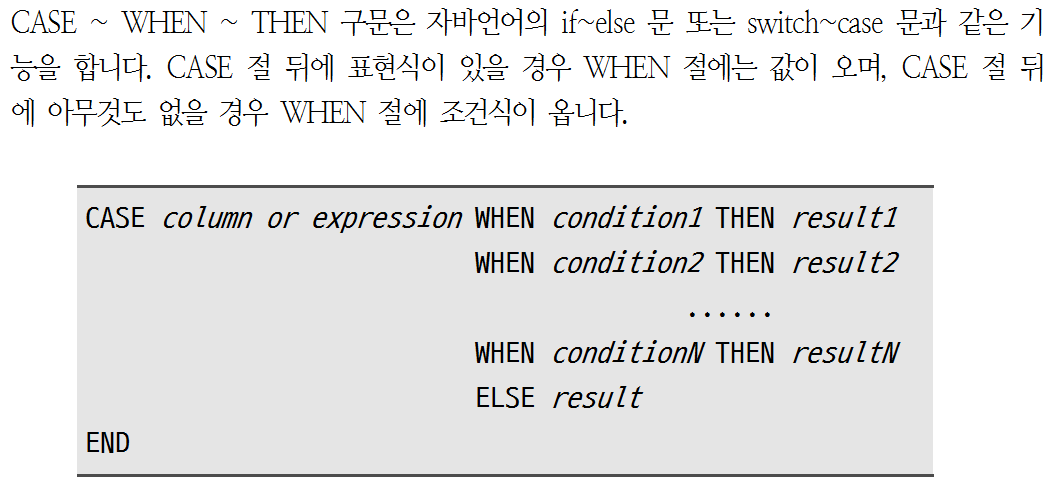 CASE ~ WHEN ~ THEN 구문은 자바언어의 if~else 문 또는 switch~case 문과 같은 기
능을 합니다. CASE 절 뒤에 표현식이 있을 경우 WHEN 절에는 값이 오며, CASE 절 뒤
에 아무것도 없을 경우 WHEN 절에 조건식이 옵니다.
CASE column or expression WHEN condition1 THEN result1
WHEN condition2 THEN result2
......
WHEN conditionN THEN resultN
ELSE result
END